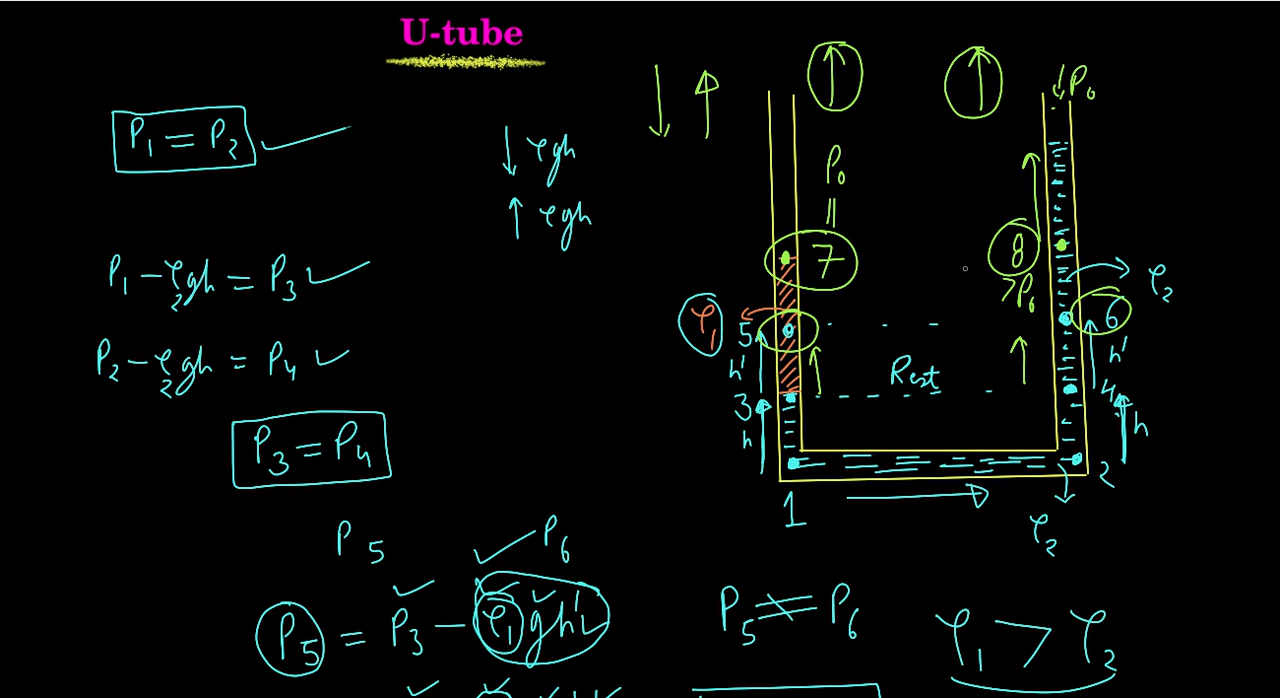 U-tube
P₁ = P₂
↓ ρgh
↑ ρgh
P₁ − ρ₂gh = P₃
P₂ − ρ₂gh = P₄
P₃ = P₄
P₅ P₆
P₅ = P₃ − ρ₁gh'
P₅ ≠ P₆
ρ₁ > ρ₂
P₀
P₀
=
7
8
>P₀
ρ₂
ρ₁
5
6
h'
h'
Rest
3
4
h
h
1
2
ρ₂